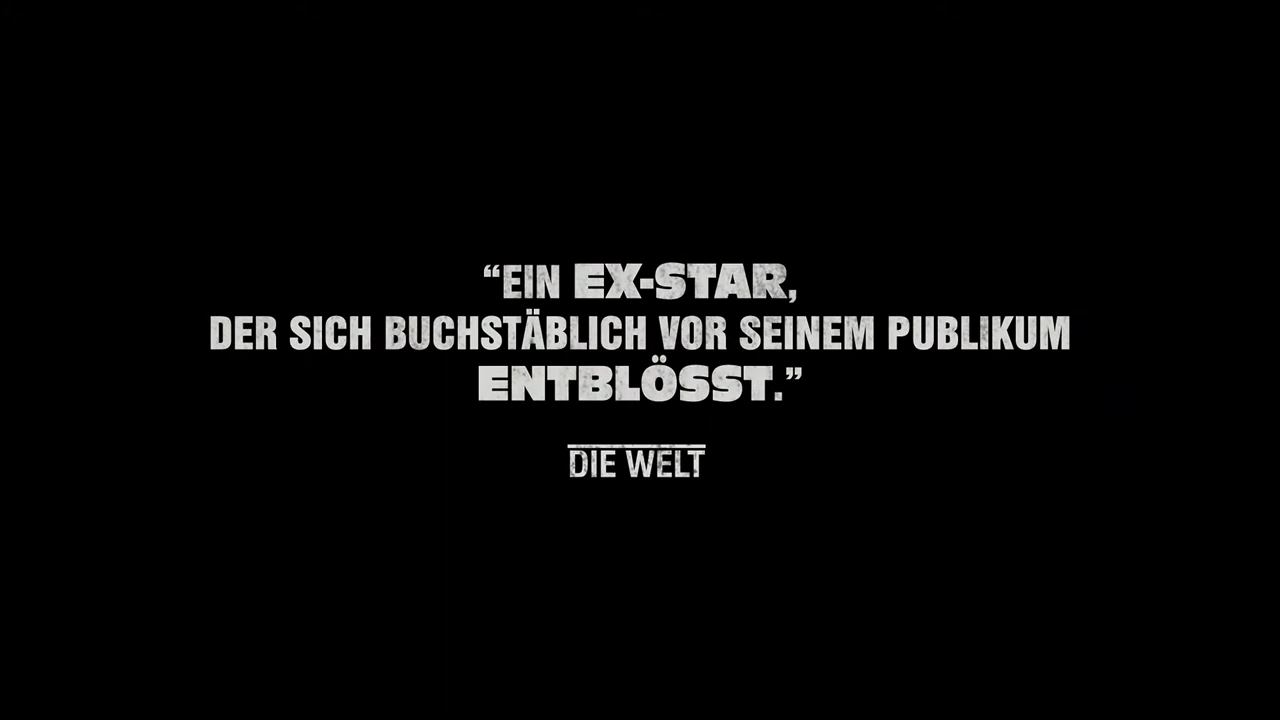 “EIN EX-STAR,
DER SICH BUCHSTÄBLICH VOR SEINEM PUBLIKUM
ENTBLÖSST.”
DIE WELT